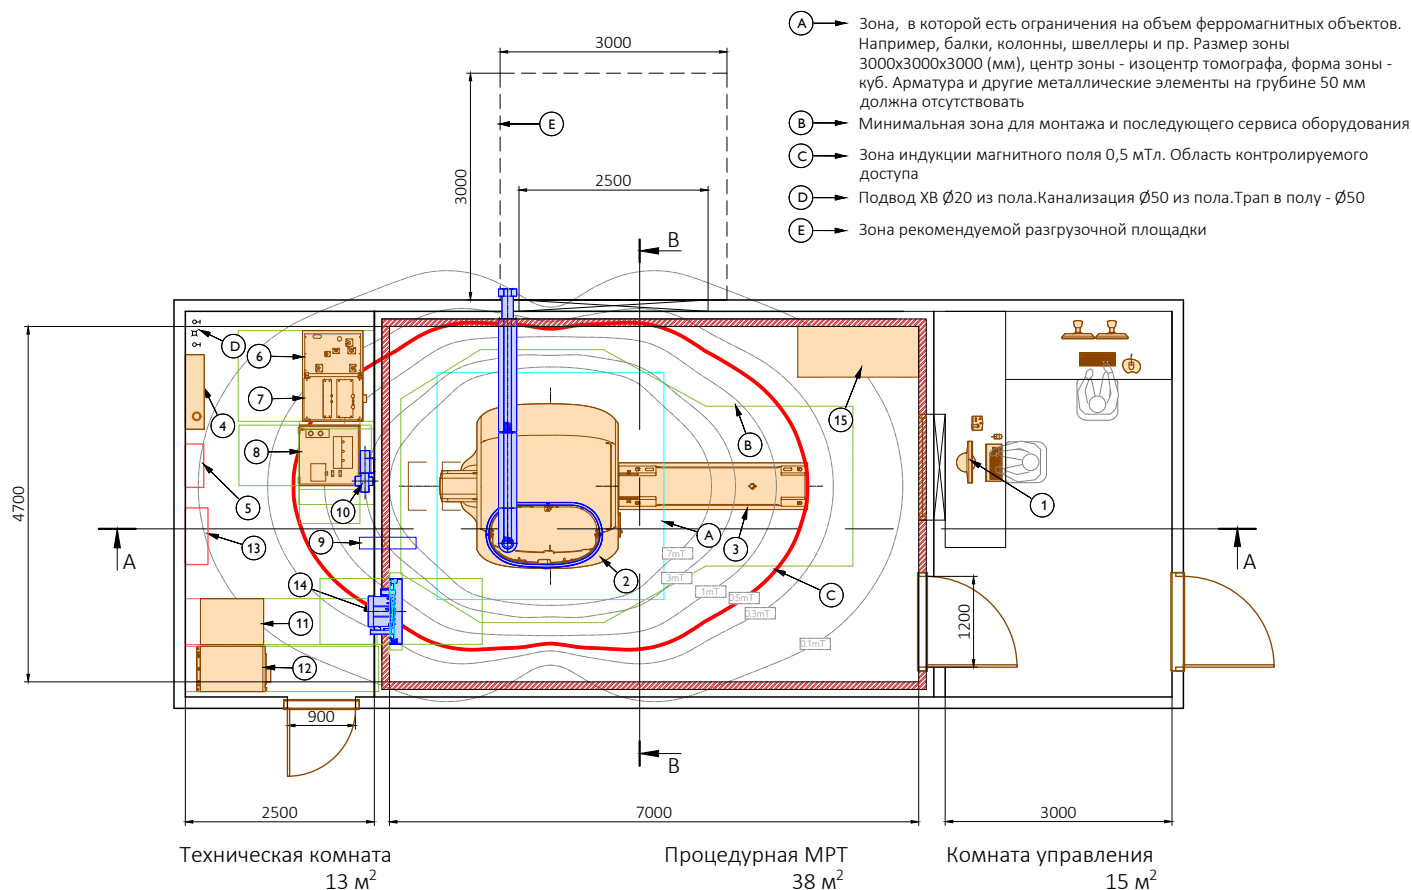 A
Зона,  в которой есть ограничения на объем ферромагнитных объектов.
Например, балки, колонны, швеллеры и пр. Размер зоны
3000х3000х3000 (мм), центр зоны - изоцентр томографа, форма зоны -
куб. Арматура и другие металлические элементы на грубине 50 мм
должна отсутствовать
B
Минимальная зона для монтажа и последующего сервиса оборудования
C
Зона индукции магнитного поля 0,5 мТл. Область контролируемого
доступа
D
Подвод ХВ Ø20 из пола.Канализация Ø50 из пола.Трап в полу - Ø50
E
Зона рекомендуемой разгрузочной площадки
3000
E
3000
2500
B
D
6
7
4
8
5
10
13
9
14
11
12
15
B
A
3
2
C
1
7mT
3mT
1mT
0.5mT
0.3mT
0.1mT
4700
A
A
1200
900
B
2500
7000
3000
Техническая комната
13 м²
Процедурная МРТ
38 м²
Комната управления
15 м²